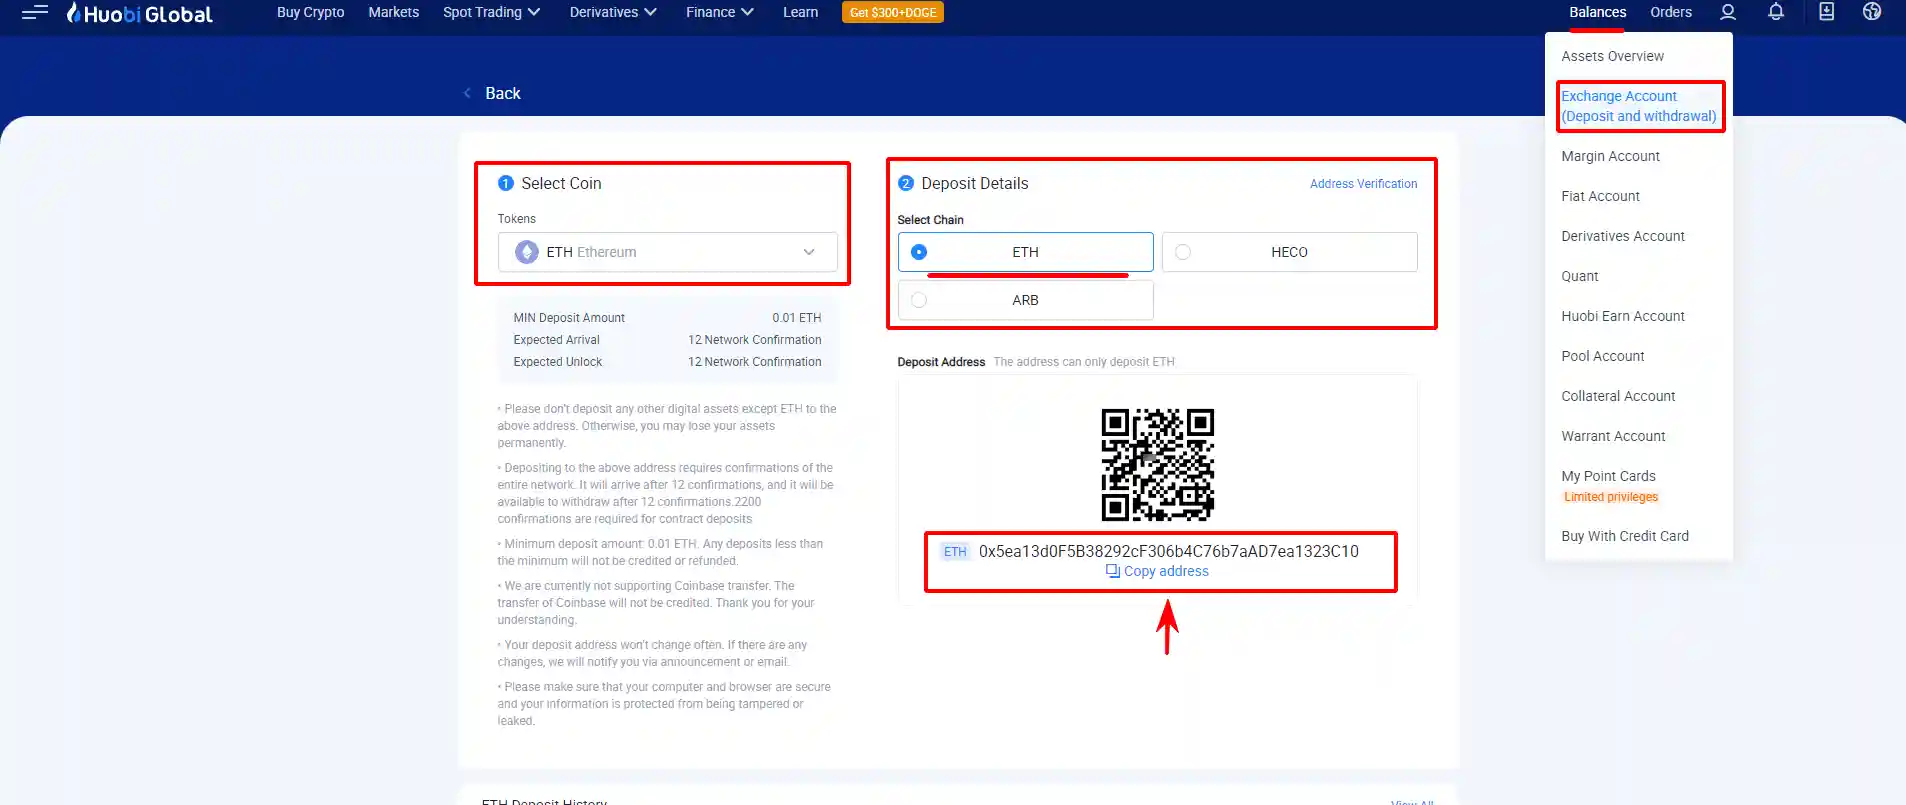 Huobi Global
Buy Crypto
Markets
Spot Trading
Derivatives
Finance
Learn
Get $300+DOGE
Balances
Orders
Back
1 Select Coin
Tokens
ETH Ethereum
MIN Deposit Amount 0.01 ETH
Expected Arrival 12 Network Confirmation
Expected Unlock 12 Network Confirmation
• Please don't deposit any other digital assets except ETH to the
above address. Otherwise, you may lose your assets
permanently.
• Depositing to the above address requires confirmations of the
entire network. It will arrive after 12 confirmations, and it will be
available to withdraw after 12 confirmations.2200
confirmations are required for contract deposits
• Minimum deposit amount: 0.01 ETH. Any deposits less than
the minimum will not be credited or refunded.
• We are currently not supporting Coinbase transfer. The
transfer of Coinbase will not be credited. Thank you for your
understanding.
• Your deposit address won't change often. If there are any
changes, we will notify you via announcement or email.
• Please make sure that your computer and browser are secure
and your information is protected from being tampered or
leaked.
2 Deposit Details
Address Verification
Select Chain
ETH
HECO
ARB
Deposit Address The address can only deposit ETH
ETH 0x5ea13d0F5B38292cF306b4C76b7aAD7ea1323C10
Copy address
Assets Overview
Exchange Account
(Deposit and withdrawal)
Margin Account
Fiat Account
Derivatives Account
Quant
Huobi Earn Account
Pool Account
Collateral Account
Warrant Account
My Point Cards
Limited privileges
Buy With Credit Card
ETH Deposit History
View All